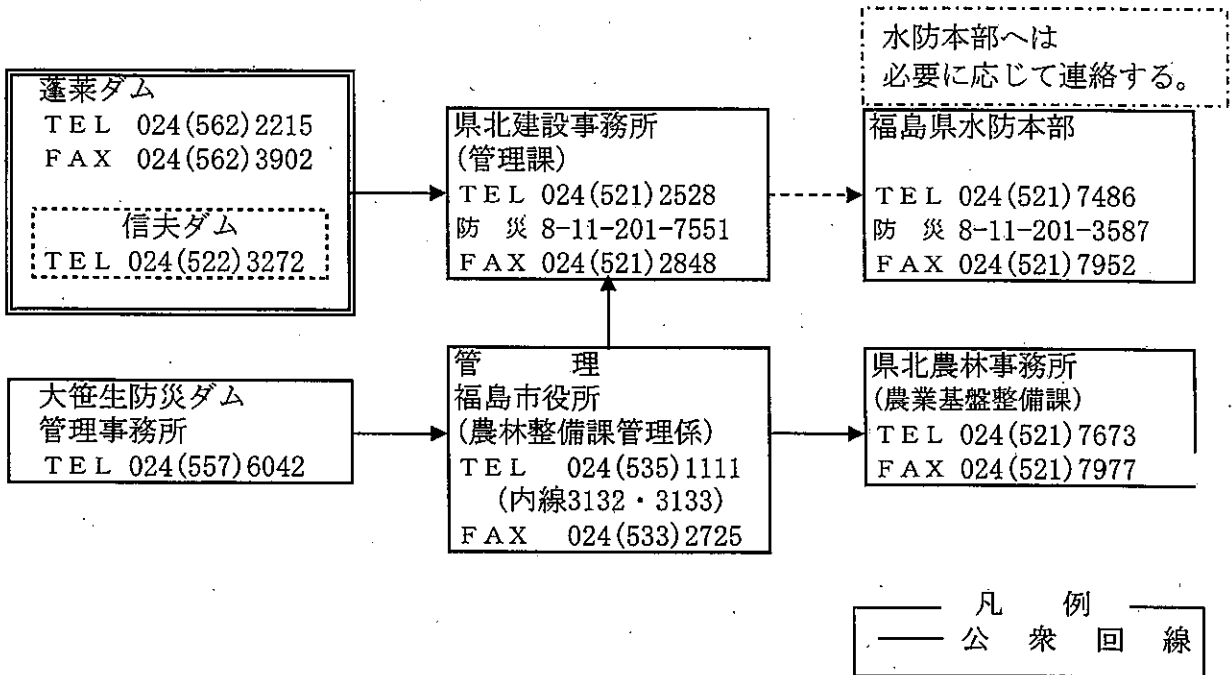 水防本部へは
必要に応じて連絡する。
蓬莱ダム
TEL 024(562)2215
FAX 024(562)3902
信夫ダム
TEL 024(522)3272
県北建設事務所
(管理課)
TEL 024(521)2528
防 災 8-11-201-7551
FAX 024(521)2848
福島県水防本部
TEL 024(521)7486
防 災 8-11-201-3587
FAX 024(521)7952
大笹生防災ダム
管理事務所
TEL 024(557)6042
管 理
福島市役所
(農林整備課管理係)
TEL 024(535)1111
(内線3132・3133)
FAX 024(533)2725
県北農林事務所
(農業基盤整備課)
TEL 024(521)7673
FAX 024(521)7977
凡 例
公 衆 回 線